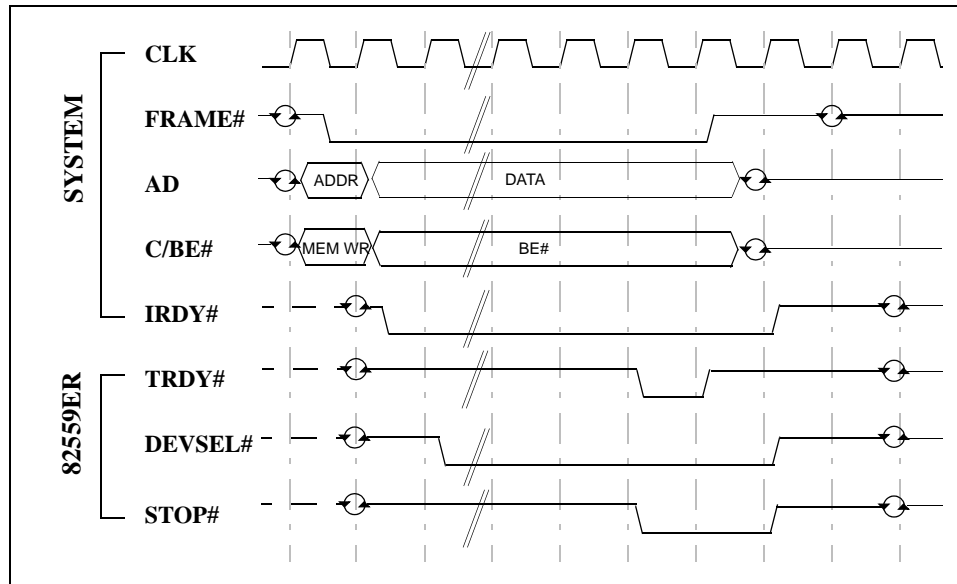 SYSTEM
CLK
FRAME#
AD
ADDR
DATA
C/BE#
MEM WR
BE#
IRDY#
82559ER
TRDY#
DEVSEL#
STOP#